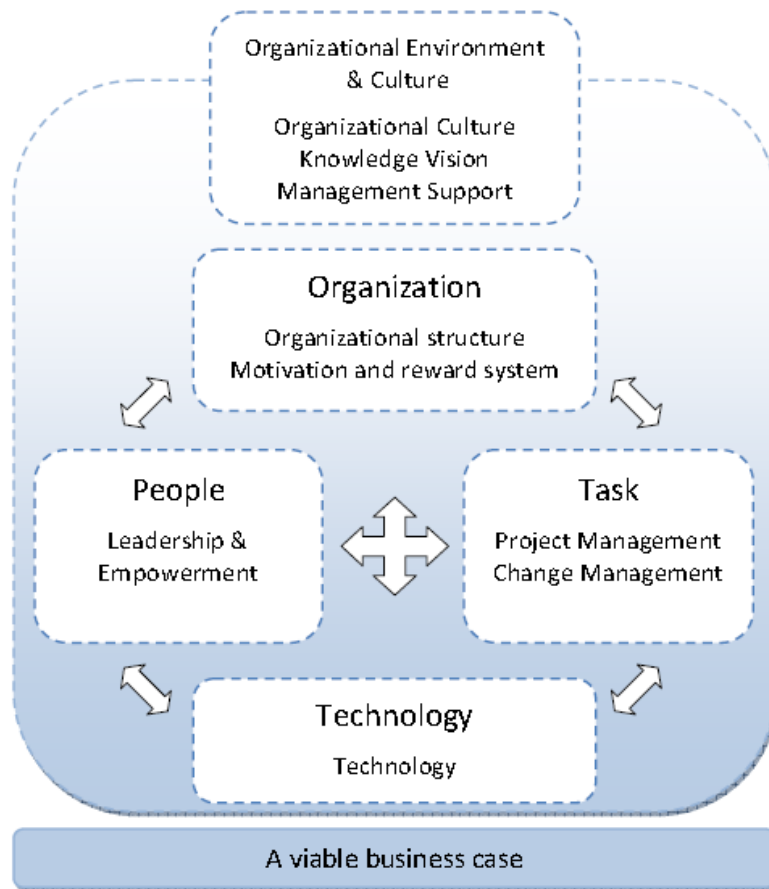 Organizational Environment
& Culture
Organizational Culture
Knowledge Vision
Management Support
Organization
Organizational structure
Motivation and reward system
People
Leadership &
Empowerment
Task
Project Management
Change Management
Technology
Technology
A viable business case